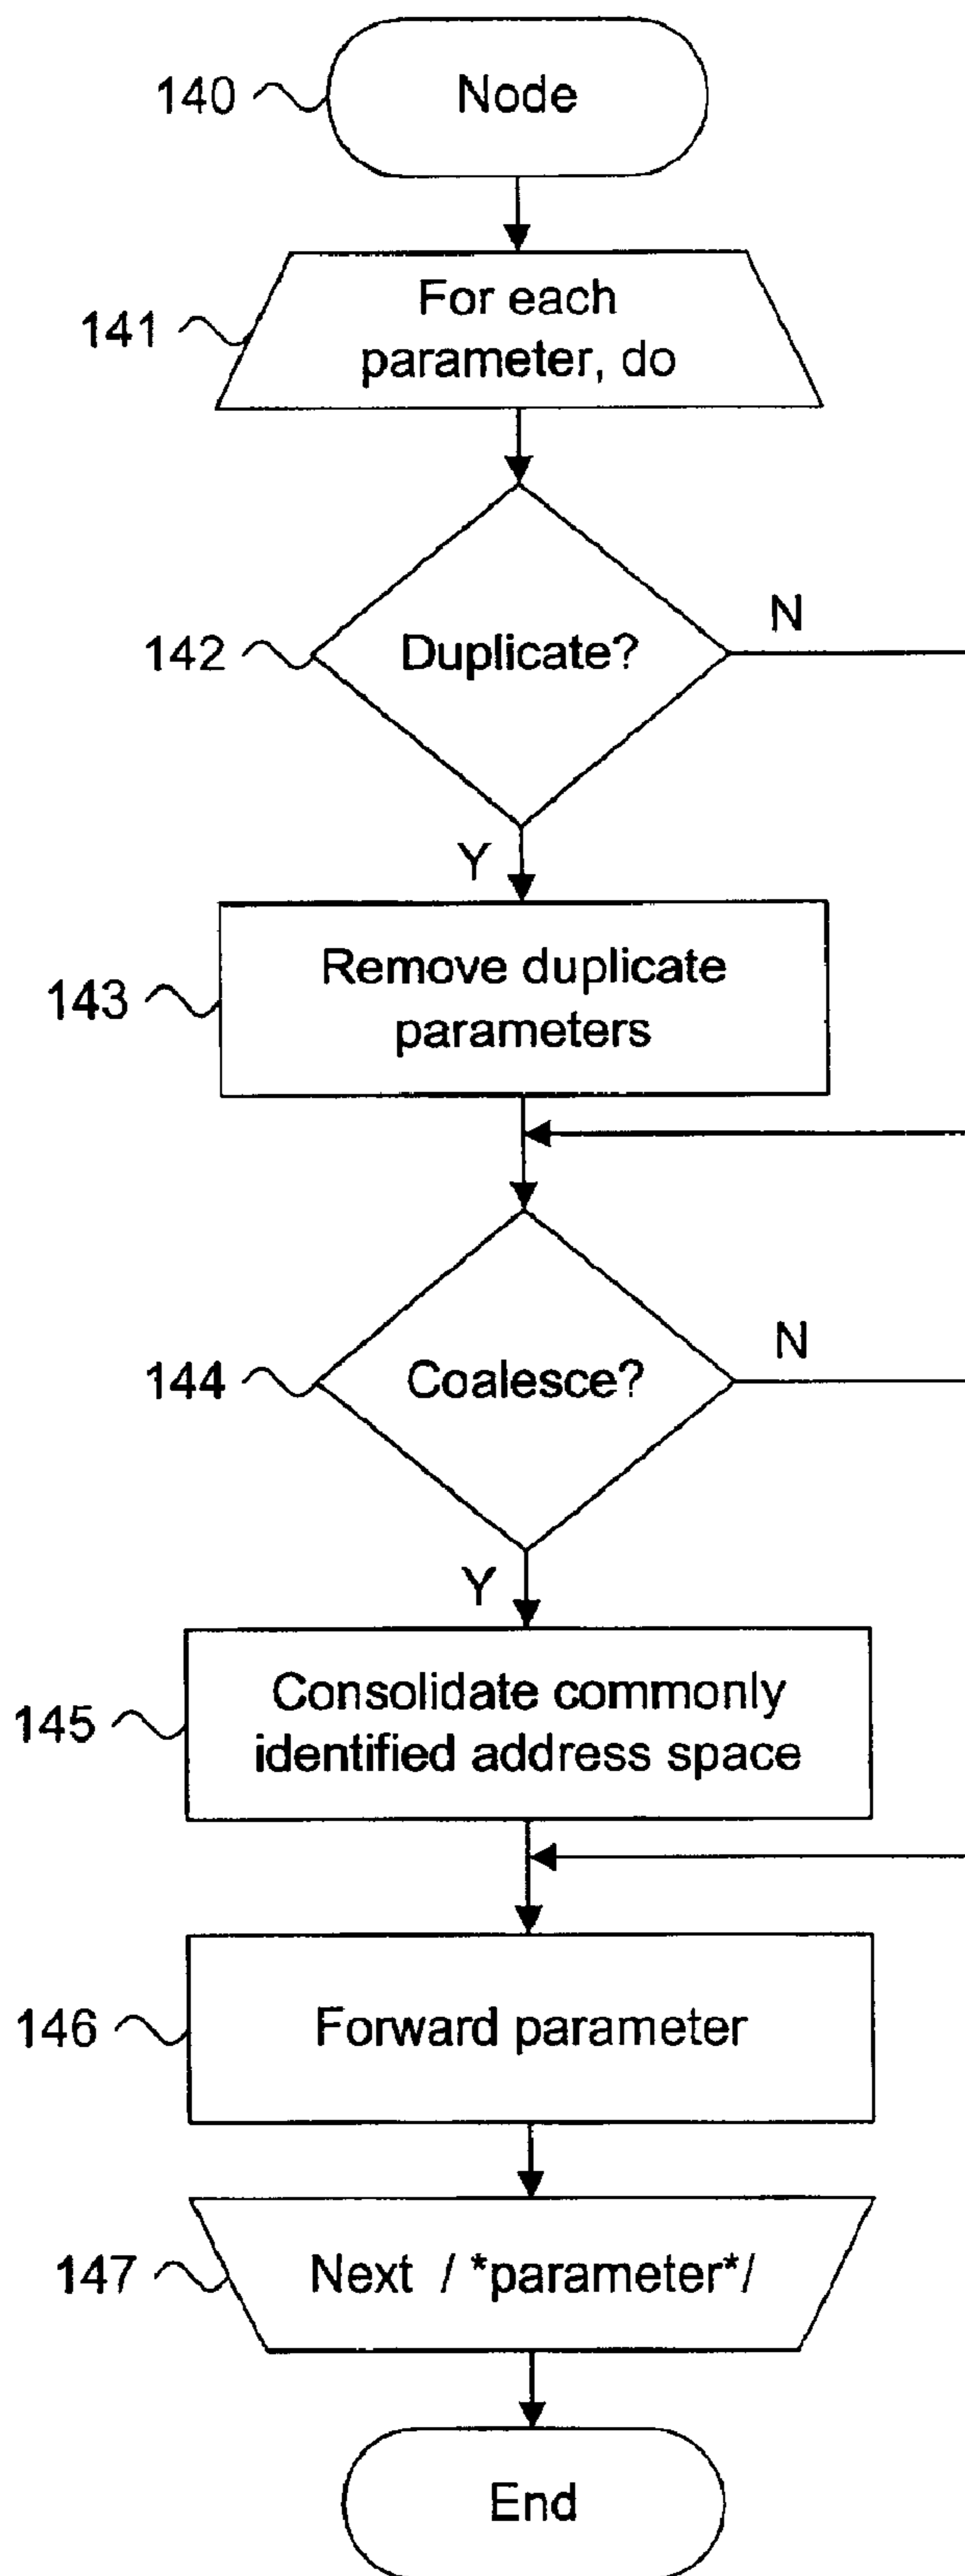 140
Node
141
For each
parameter, do
142
Duplicate?
N
Y
143
Remove duplicate
parameters
144
Coalesce?
N
Y
145
Consolidate commonly
identified address space
146
Forward parameter
147
Next / *parameter*/
End